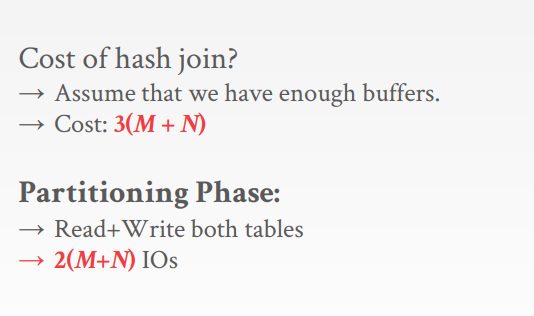 Cost of hash join?
→ Assume that we have enough buffers.
→ Cost: 3(M + N)
Partitioning Phase:
→ Read+Write both tables
→ 2(M+N) IOs